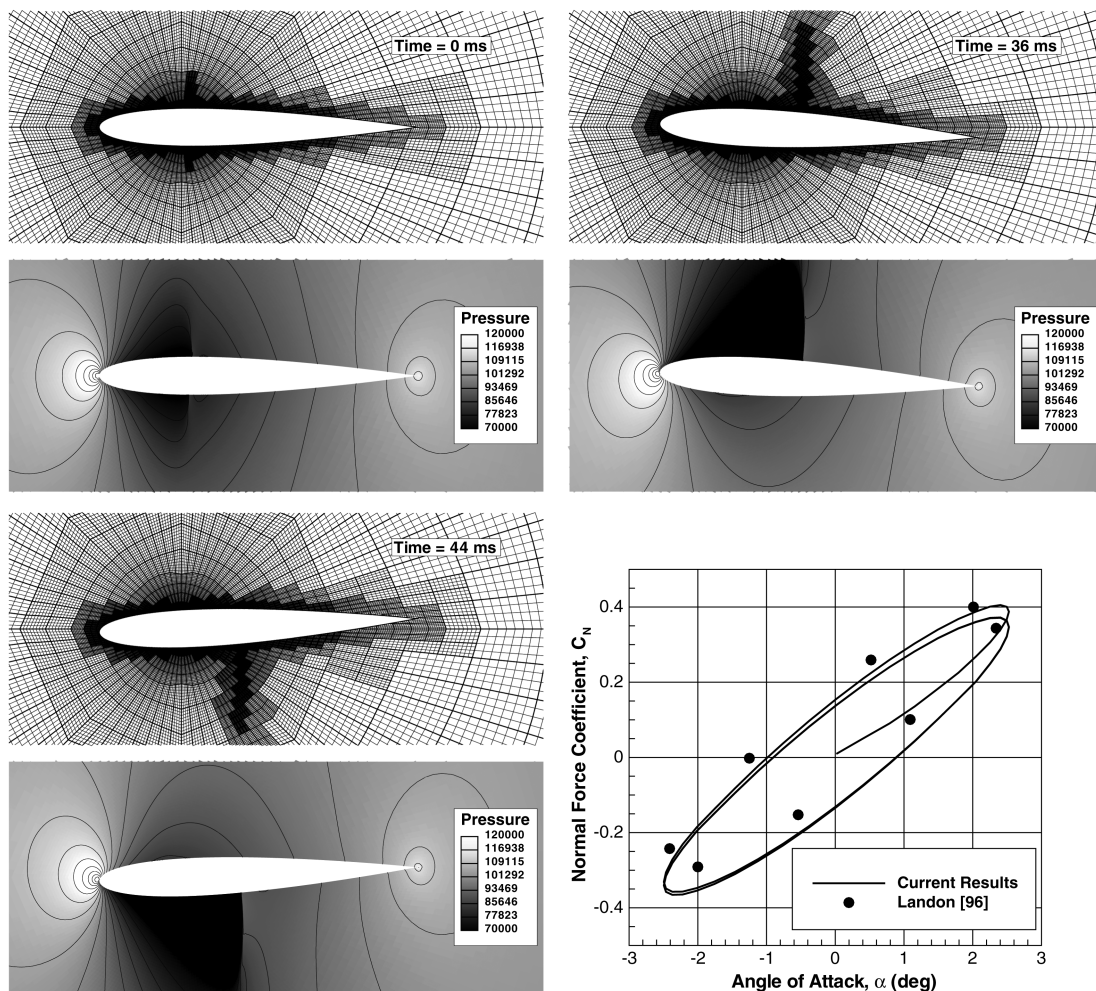 Time = 0 ms
Time = 36 ms
Pressure
120000
116938
109115
101292
93469
85646
77823
70000
Pressure
120000
116938
109115
101292
93469
85646
77823
70000
Time = 44 ms
Pressure
120000
116938
109115
101292
93469
85646
77823
70000
Normal Force Coefficient, C_N
0.4
0.2
0
-0.2
-0.4
Current Results
Landon [96]
-3 -2 -1 0 1 2 3
Angle of Attack, α (deg)